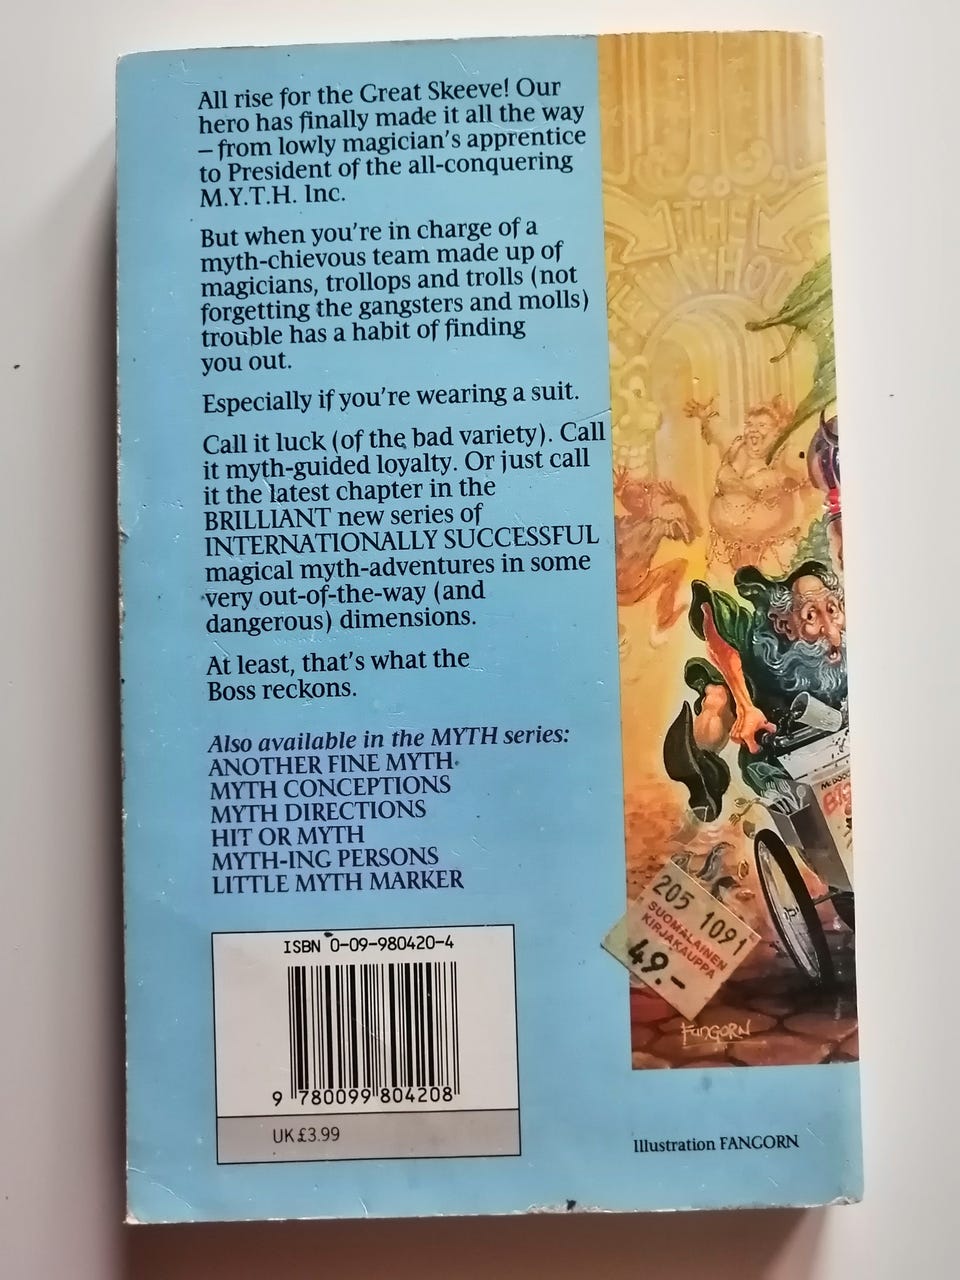 All rise for the Great Skeeve! Our
hero has finally made it all the way
– from lowly magician's apprentice
to President of the all-conquering
M.Y.T.H. Inc.
But when you're in charge of a
myth-chievous team made up of
magicians, trollops and trolls (not
forgetting the gangsters and molls)
trouble has a habit of finding
you out.
Especially if you're wearing a suit.
Call it luck (of the bad variety). Call
it myth-guided loyalty. Or just call
it the latest chapter in the
BRILLIANT new series of
INTERNATIONALLY SUCCESSFUL
magical myth-adventures in some
very out-of-the-way (and
dangerous) dimensions.
At least, that's what the
Boss reckons.
Also available in the MYTH series:
ANOTHER FINE MYTH
MYTH CONCEPTIONS
MYTH DIRECTIONS
HIT OR MYTH
MYTH-ING PERSONS
LITTLE MYTH MARKER
ISBN 0-09-980420-4
9 780099 804208
UK £3.99
THE
205 1091
SUOMALAINEN
KIRJAKAUPPA
49.-
FANGORN
Illustration FANGORN